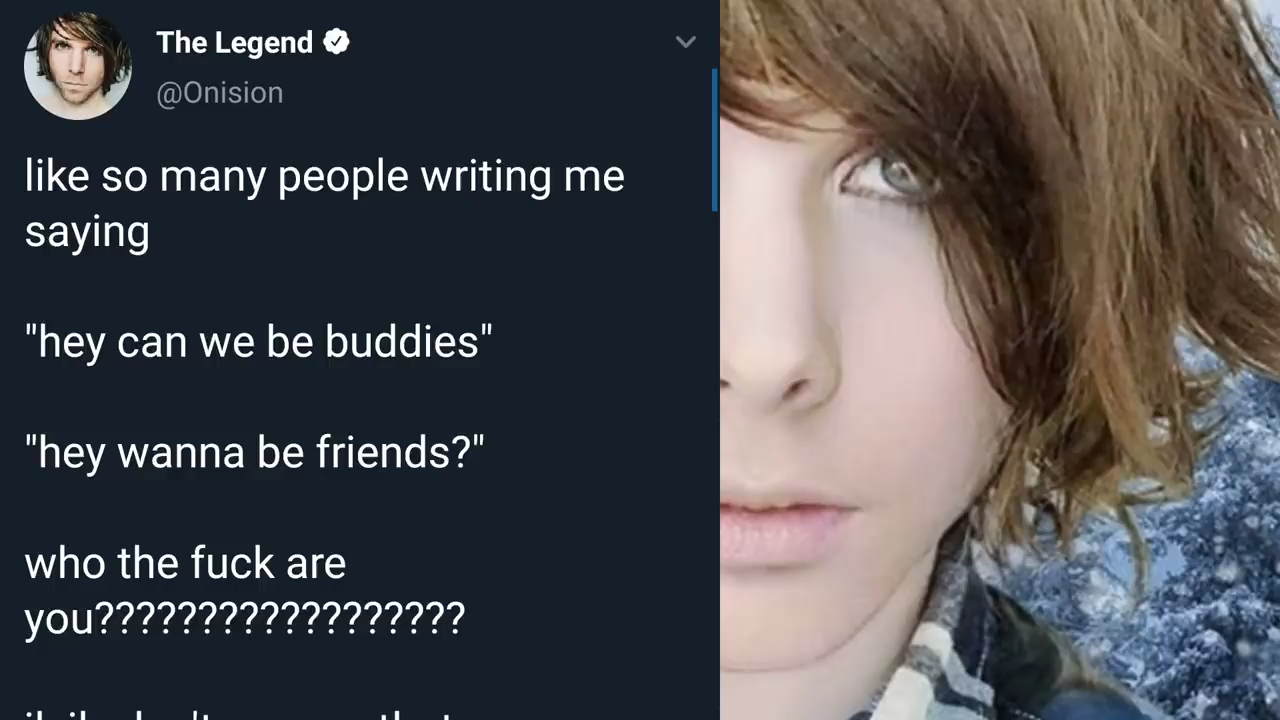 The Legend
@Onision
like so many people writing me
saying
"hey can we be buddies"
"hey wanna be friends?"
who the fuck are
you??????????????????